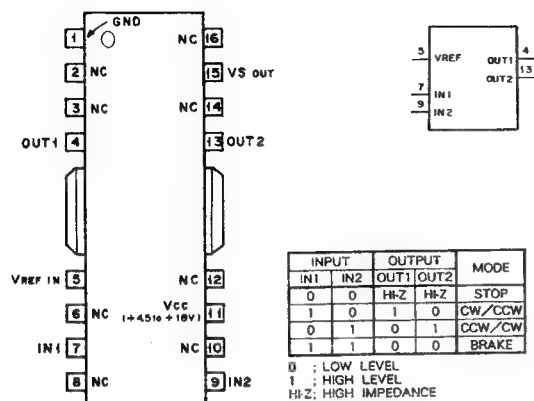 1 GND NC 16
2 NC 15 VS OUT
3 NC NC 14
OUT1 4 13 OUT2
VREF IN 5 NC 12
6 NC VCC 11
(+4.5 to +18V)
IN1 7 NC 10
8 NC 9 IN2
5 VREF OUT1 4
OUT2 13
7 IN1
9 IN2
INPUT OUTPUT MODE
IN1 IN2 OUT1 OUT2
0 0 HI-Z HI-Z STOP
1 0 1 0 CW/CCW
0 1 0 1 CCW/CW
1 1 0 0 BRAKE
0 ; LOW LEVEL
1 ; HIGH LEVEL
HI-Z; HIGH IMPEDANCE